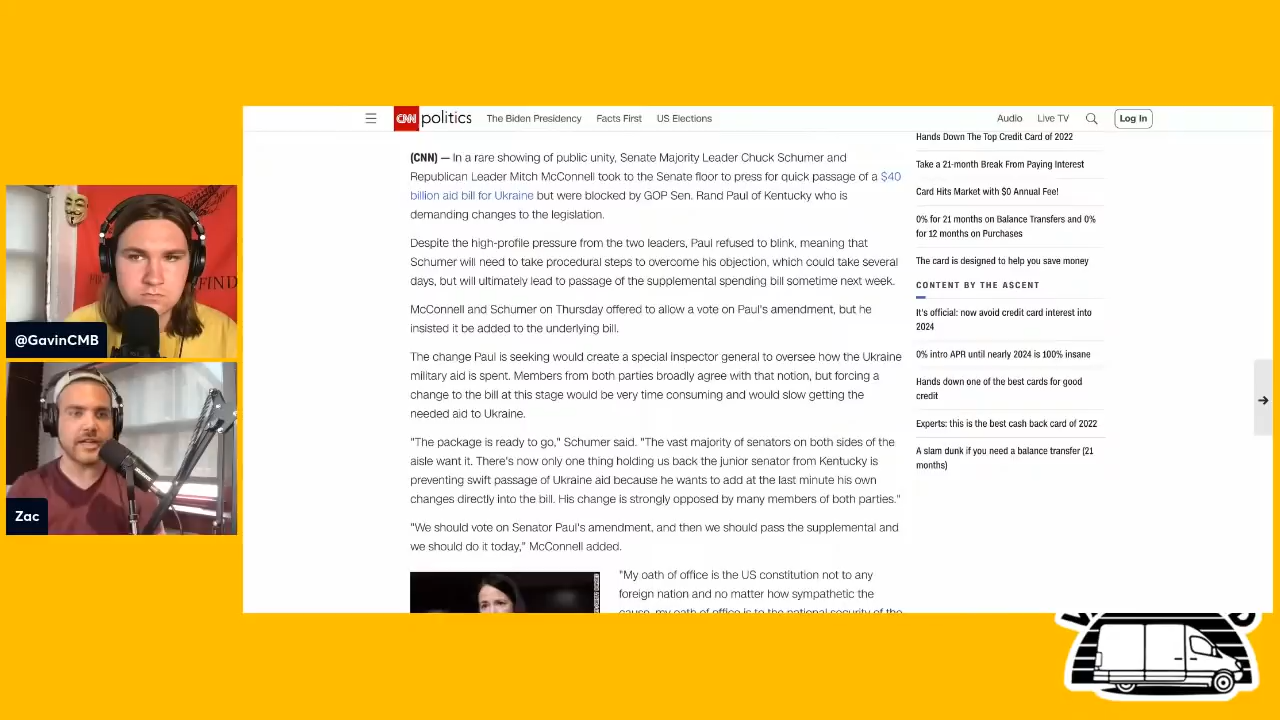 CNN politics The Biden Presidency Facts First US Elections Audio Live TV Log In
(CNN) — In a rare showing of public unity, Senate Majority Leader Chuck Schumer and
Republican Leader Mitch McConnell took to the Senate floor to press for quick passage of a $40
billion aid bill for Ukraine but were blocked by GOP Sen. Rand Paul of Kentucky who is
demanding changes to the legislation.
Despite the high-profile pressure from the two leaders, Paul refused to blink, meaning that
Schumer will need to take procedural steps to overcome his objection, which could take several
days, but will ultimately lead to passage of the supplemental spending bill sometime next week.
McConnell and Schumer on Thursday offered to allow a vote on Paul's amendment, but he
insisted it be added to the underlying bill.
The change Paul is seeking would create a special inspector general to oversee how the Ukraine
military aid is spent. Members from both parties broadly agree with that notion, but forcing a
change to the bill at this stage would be very time consuming and would slow getting the
needed aid to Ukraine.
"The package is ready to go," Schumer said. "The vast majority of senators on both sides of the
aisle want it. There's now only one thing holding us back the junior senator from Kentucky is
preventing swift passage of Ukraine aid because he wants to add at the last minute his own
changes directly into the bill. His change is strongly opposed by many members of both parties."
"We should vote on Senator Paul's amendment, and then we should pass the supplemental and
we should do it today," McConnell added.
"My oath of office is the US constitution not to any
foreign nation and no matter how sympathetic the
cause, my oath of office is to the national security of the
Hands Down The Top Credit Card of 2022
Take a 21-month Break From Paying Interest
Card Hits Market with $0 Annual Fee!
0% for 21 months on Balance Transfers and 0%
for 12 months on Purchases
The card is designed to help you save money
CONTENT BY THE ASCENT
It's official: now avoid credit card interest into
2024
0% intro APR until nearly 2024 is 100% insane
Hands down one of the best cards for good
credit
Experts: this is the best cash back card of 2022
A slam dunk if you need a balance transfer (21
months)
@GavinCMB
Zac